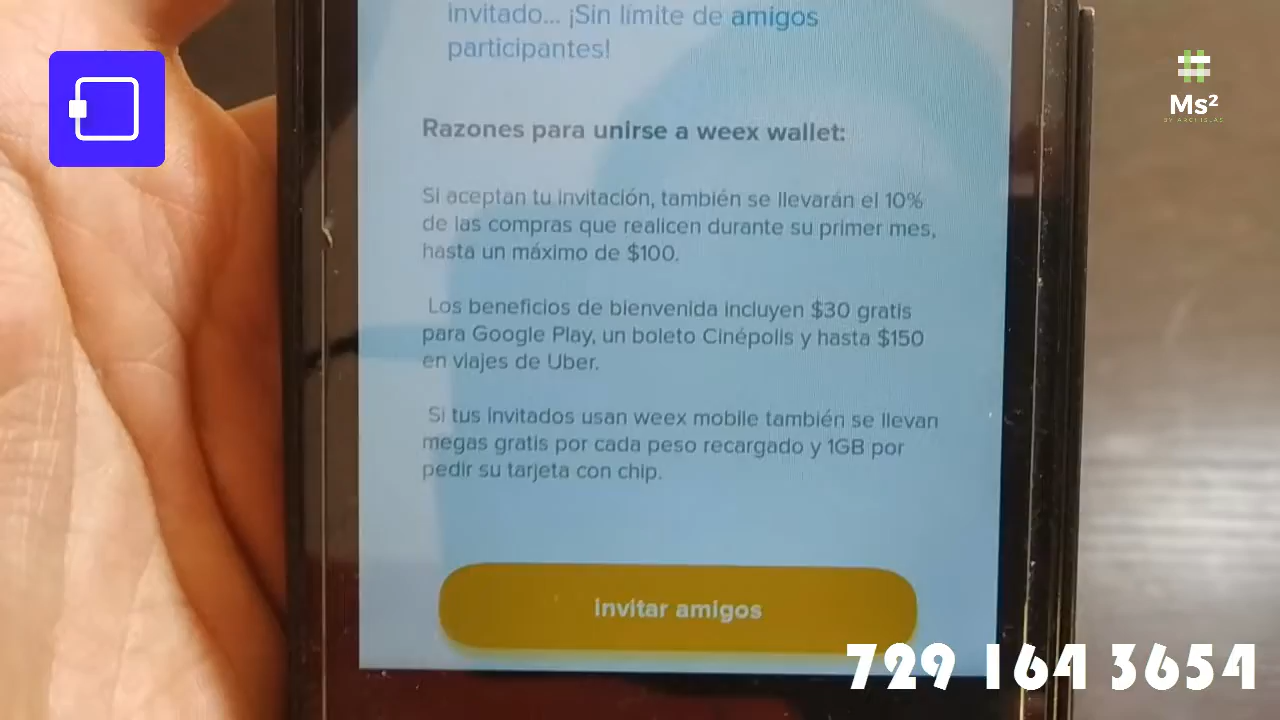 invitado... ¡Sin límite de amigos
participantes!
Ms²
Razones para unirse a weex wallet:
Si aceptan tu invitación, también se llevarán el 10%
de las compras que realicen durante su primer mes,
hasta un máximo de $100.
Los beneficios de bienvenida incluyen $30 gratis
para Google Play, un boleto Cinépolis y hasta $150
en viajes de Uber.
Si tus invitados usan weex mobile también se llevan
megas gratis por cada peso recargado y 1GB por
pedir su tarjeta con chip.
Invitar amigos
729 164 3654